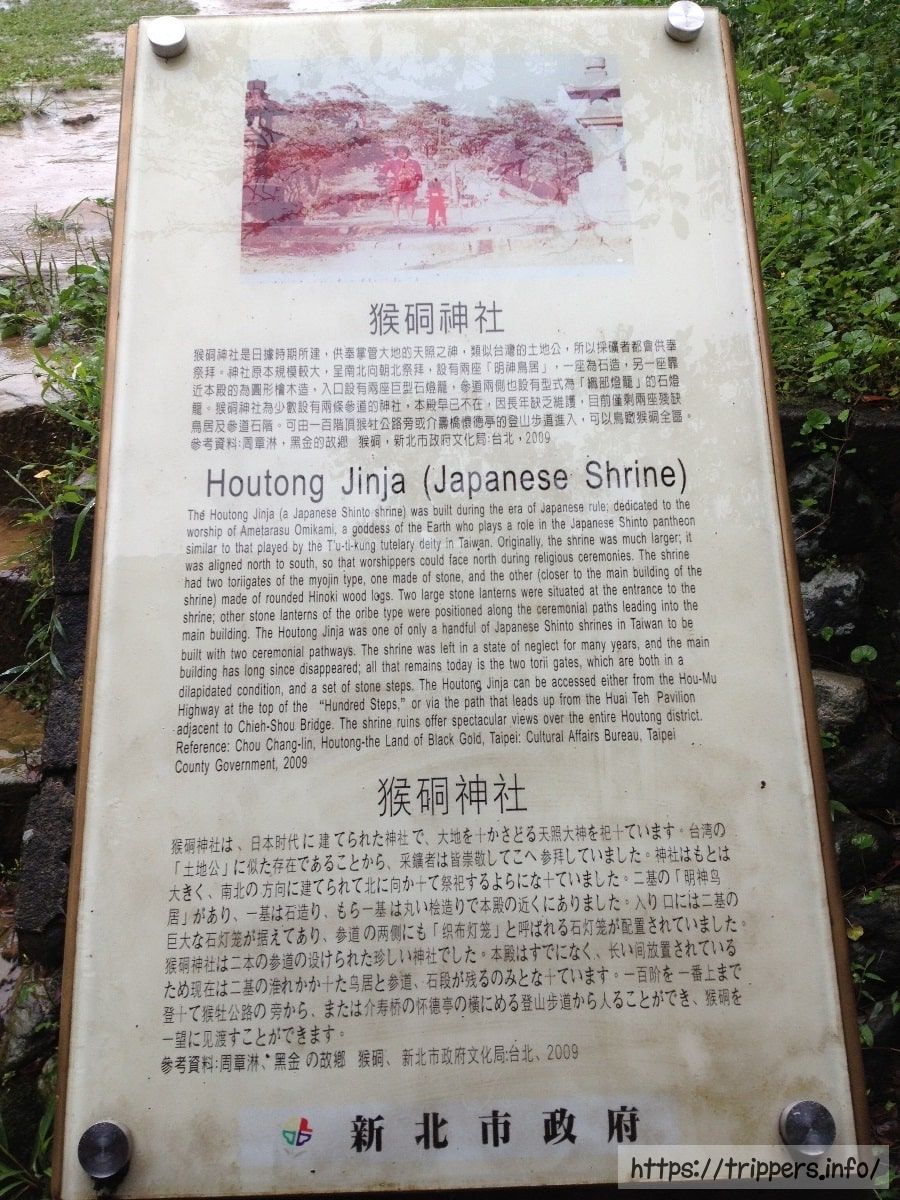 猴硐神社
猴硐神社是日據時期所建，供奉掌管大地的天照之神，類似台灣的土地公，所以採礦者都會供奉
祭拜。神社原本規模較大，呈南北向朝北祭拜，設有兩座「明神鳥居」，一座為石造，另一座靠
近本殿的為圓形檜木造，入口設有兩座巨型石燈籠，參道兩側也設有型式為「織部燈籠」的石燈
籠。猴硐神社為少數設有兩條參道的神社，本殿早已不在，因長年缺乏維護，目前僅剩兩座殘缺
鳥居及參道石階。可由一百階頂猴牡公路旁或介壽橋懷德亭的登山步道進入，可以鳥瞰猴硐全區。
參考資料:周章淋，黑金的故鄉 猴硐，新北市政府文化局:台北，2009
Houtong Jinja (Japanese Shrine)
The Houtong Jinja (a Japanese Shinto shrine) was built during the era of Japanese rule; dedicated to the
worship of Ametarasu Omikami, a goddess of the Earth who plays a role in the Japanese Shinto pantheon
similar to that played by the T'u-ti-kung tutelary deity in Taiwan. Originally, the shrine was much larger; it
was aligned north to south, so that worshippers could face north during religious ceremonies. The shrine
had two toriigates of the myojin type, one made of stone, and the other (closer to the main building of the
shrine) made of rounded Hinoki wood logs. Two large stone lanterns were situated at the entrance to the
shrine; other stone lanterns of the oribe type were positioned along the ceremonial paths leading into the
main building. The Houtong Jinja was one of only a handful of Japanese Shinto shrines in Taiwan to be
built with two ceremonial pathways. The shrine was left in a state of neglect for many years, and the main
building has long since disappeared; all that remains today is the two torii gates, which are both in a
dilapidated condition, and a set of stone steps. The Houtong Jinja can be accessed either from the Hou-Mu
Highway at the top of the “Hundred Steps,” or via the path that leads up from the Huai Teh Pavilion
adjacent to Chieh-Shou Bridge. The shrine ruins offer spectacular views over the entire Houtong district.
Reference: Chou Chang-lin, Houtong-the Land of Black Gold, Taipei: Cultural Affairs Bureau, Taipei
County Government, 2009
猴硐神社
猴硐神社は、日本时代に建てられた神社で、大地を十かさどる天照大神を祀十ています。台湾の
「土地公」に似た存在であることから、采鑛者は皆崇敬してこへ参拜していました。神社はもとは
大きく、南北の方向に建てられて北に向か十て祭祀するよらにな十ていました。二基の「明神鸟
居」があり、一基は石造り、もら一基は丸い桧造りで本殿の近くにありました。入り口には二基の
巨大な石灯笼が据えてあり、参道の两侧にも「织布灯笼」と呼ばれる石灯笼が配置されていました。
猴硐神社は二本の参道の设けられた珍しい神社でした。本殿はすでになく、长い间放置されている
ため现在は二基の淮れかか十た鸟居と参道、石段が残るのみとな十ています。一百阶を一番上まで
登十て猴牡公路の旁から、または介寿桥の怀德亭の横にめる登山步道から人ることができ、猴硐を
一望に见渡すことができます。
参考資料:周章淋、黑金の故鄉 猴硐、新北市政府文化局:台北、2009
新北市政府
https://trippers.info/